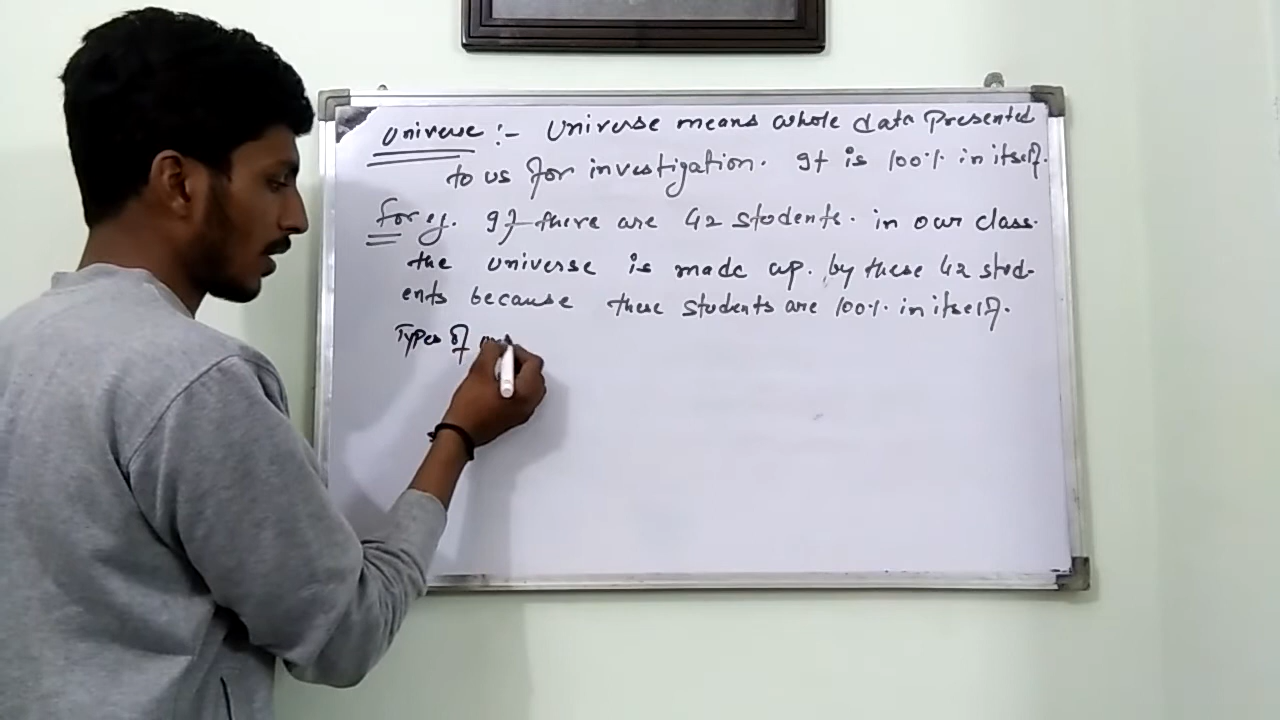 Universe :- Universe means whole data Presented
to us for investigation. It is 100% in itself.
For eg. If there are 42 students. in our class.
the universe is made up. by these 42 stud-
ents because these students are 100% in itself.
Types of